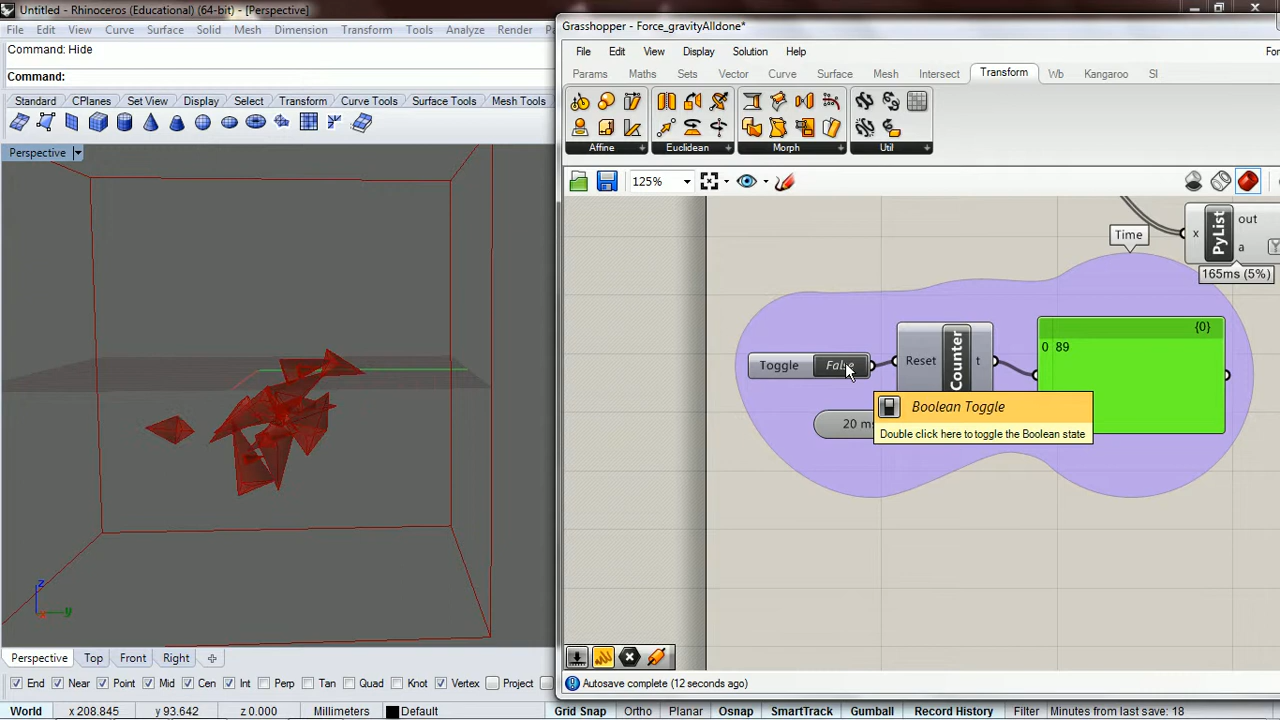 Untitled - Rhinoceros (Educational) (64-bit) - [Perspective]
File Edit View Curve Surface Solid Mesh Dimension Transform Tools Analyze Render
Command: Hide
Command:
Standard CPlanes Set View Display Select Transform Curve Tools Surface Tools Mesh Tools
Perspective
z
y
Perspective Top Front Right
End Near Point Mid Cen Int Perp Tan Quad Knot Vertex Project
World x 208.845 y 93.642 z 0.000 Millimeters Default Grid Snap Ortho Planar Osnap SmartTrack Gumball Record History Filter Minutes from last save: 18
Grasshopper - Force_gravityAlldone*
File Edit View Display Solution Help
Params Maths Sets Vector Curve Surface Mesh Intersect Transform Wb Kangaroo SI
Affine Euclidean Morph Util
125%
Time
x PyList out
a
165ms (5%)
Toggle False
Reset Counter t
{0}
0 89
20 ms
Boolean Toggle
Double click here to toggle the Boolean state
Autosave complete (12 seconds ago)